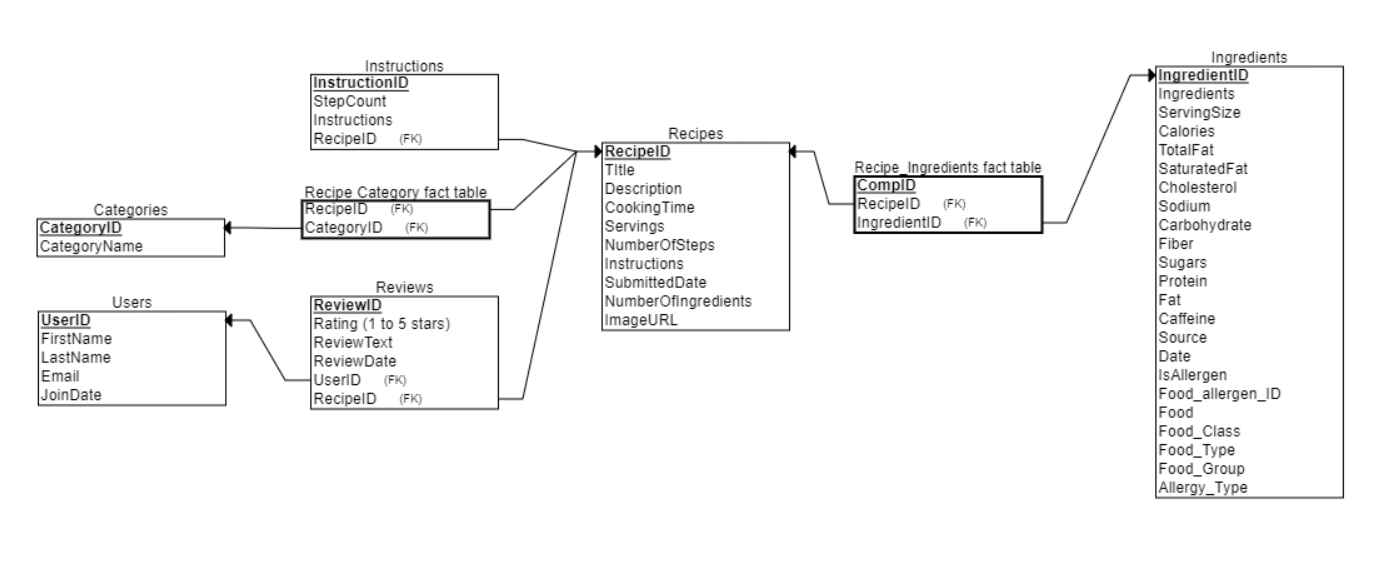 Instructions
InstructionID
StepCount
Instructions
RecipeID (FK)
Recipe Category fact table
RecipeID (FK)
CategoryID (FK)
Categories
CategoryID
CategoryName
Users
UserID
FirstName
LastName
Email
JoinDate
Reviews
ReviewID
Rating (1 to 5 stars)
ReviewText
ReviewDate
UserID (FK)
RecipeID (FK)
Recipes
RecipeID
TItle
Description
CookingTime
Servings
NumberOfSteps
Instructions
SubmittedDate
NumberOfIngredients
ImageURL
Recipe_Ingredients fact table
CompID
RecipeID (FK)
IngredientID (FK)
Ingredients
IngredientID
Ingredients
ServingSize
Calories
TotalFat
SaturatedFat
Cholesterol
Sodium
Carbohydrate
Fiber
Sugars
Protein
Fat
Caffeine
Source
Date
IsAllergen
Food_allergen_ID
Food
Food_Class
Food_Type
Food_Group
Allergy_Type